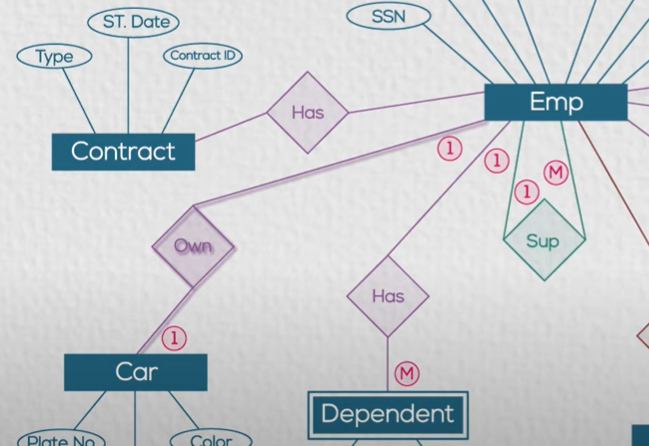 ST. Date
SSN
Type
Contract ID
Emp
Has
Contract
1
1
M
1
Own
Sup
Has
1
Car
M
Dependent
Plate No
Color